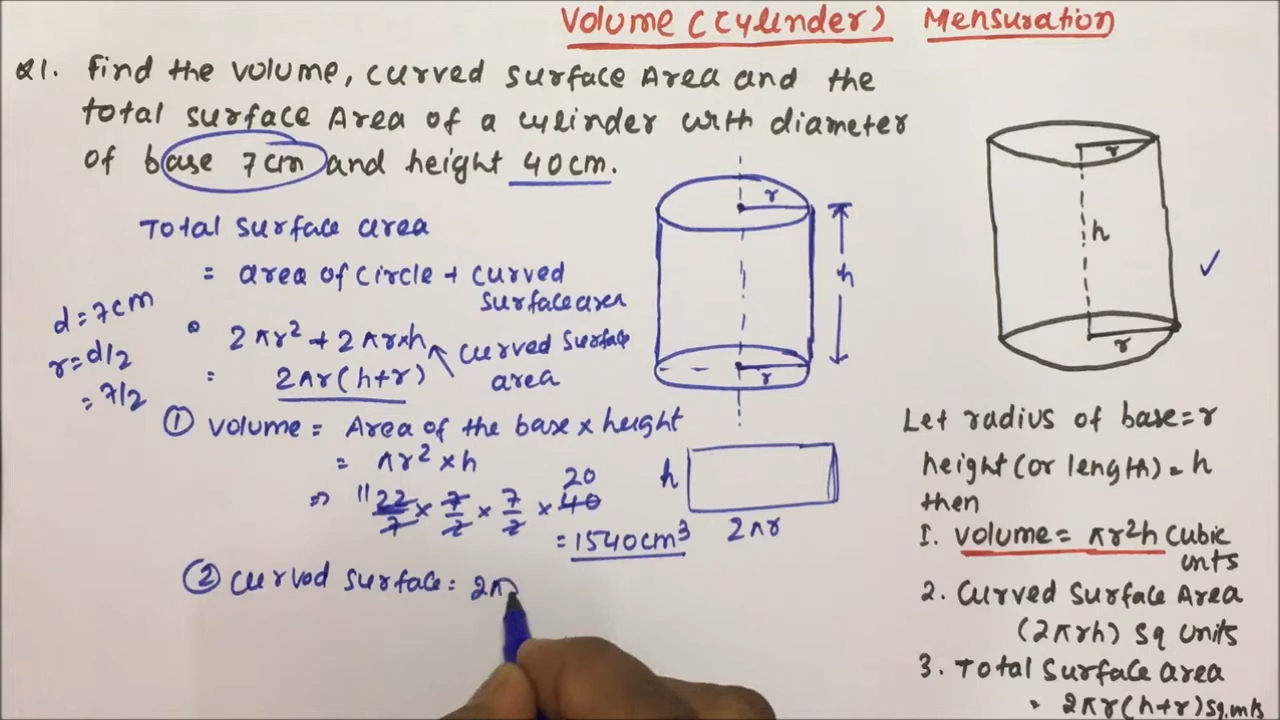 Volume (Cylinder) Mensuration
Q1. Find the volume, curved surface Area and the
total surface Area of a cylinder with diameter
of base 7cm and height 40cm.
Total surface area
= area of circle + curved
surface area
d = 7cm
r = d/2
= 7/2
= 2πr² + 2πr×h
curved surface
area
= 2πr(h+r)
① volume = Area of the base × height
= πr² × h
⇒ 11 22/7 × 7/2 × 7/2 × 40 20
= 1540cm³
② curved surface = 2π
r
h
r
h
2πr
r
h
✓
r
Let radius of base = r
height (or length) = h
then
1. volume = πr2h Cubic
unts
2. Curved Surface Area
(2πrh) Sq units
3. Total Surface area
= 2πr(h+r) sq.